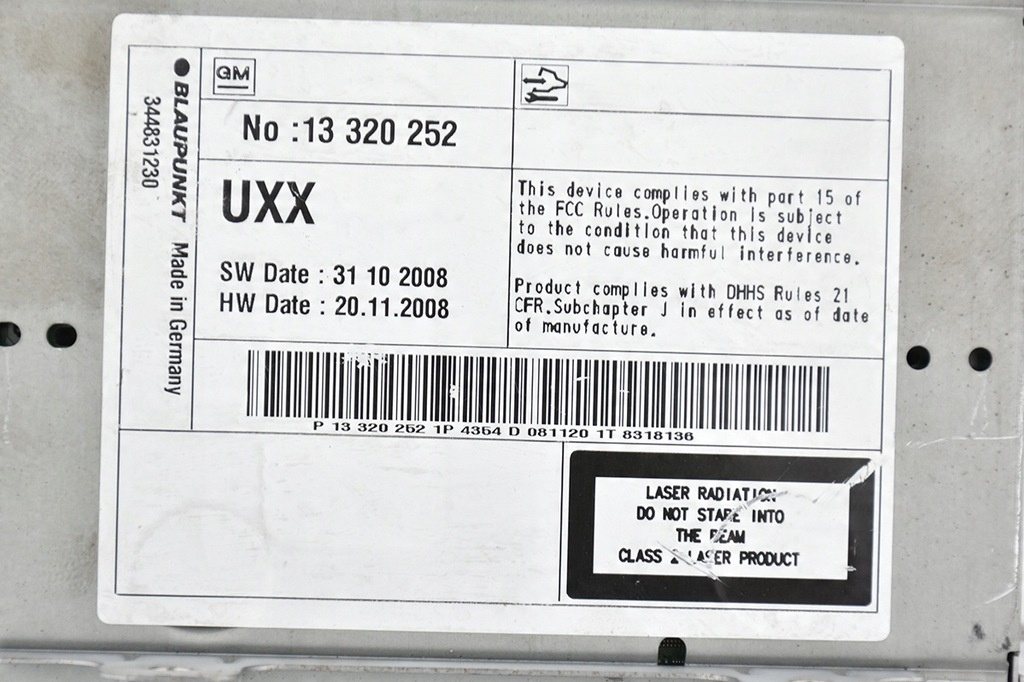 BLAUPUNKT Made in Germany
344831230
GM
No :13 320 252
UXX
SW Date : 31 10 2008
HW Date : 20.11.2008
This device complies with part 15 of
the FCC Rules.Operation is subject
to the condition that this device
does not cause harmful interference.
Product complies with DHHS Rules 21
CFR.Subchapter J in effect as of date
of manufacture.
P 13 320 252 1P 4354 D 081120 1T 8318136
LASER RADIATION
DO NOT STARE INTO
THE BEAM
CLASS 2 LASER PRODUCT